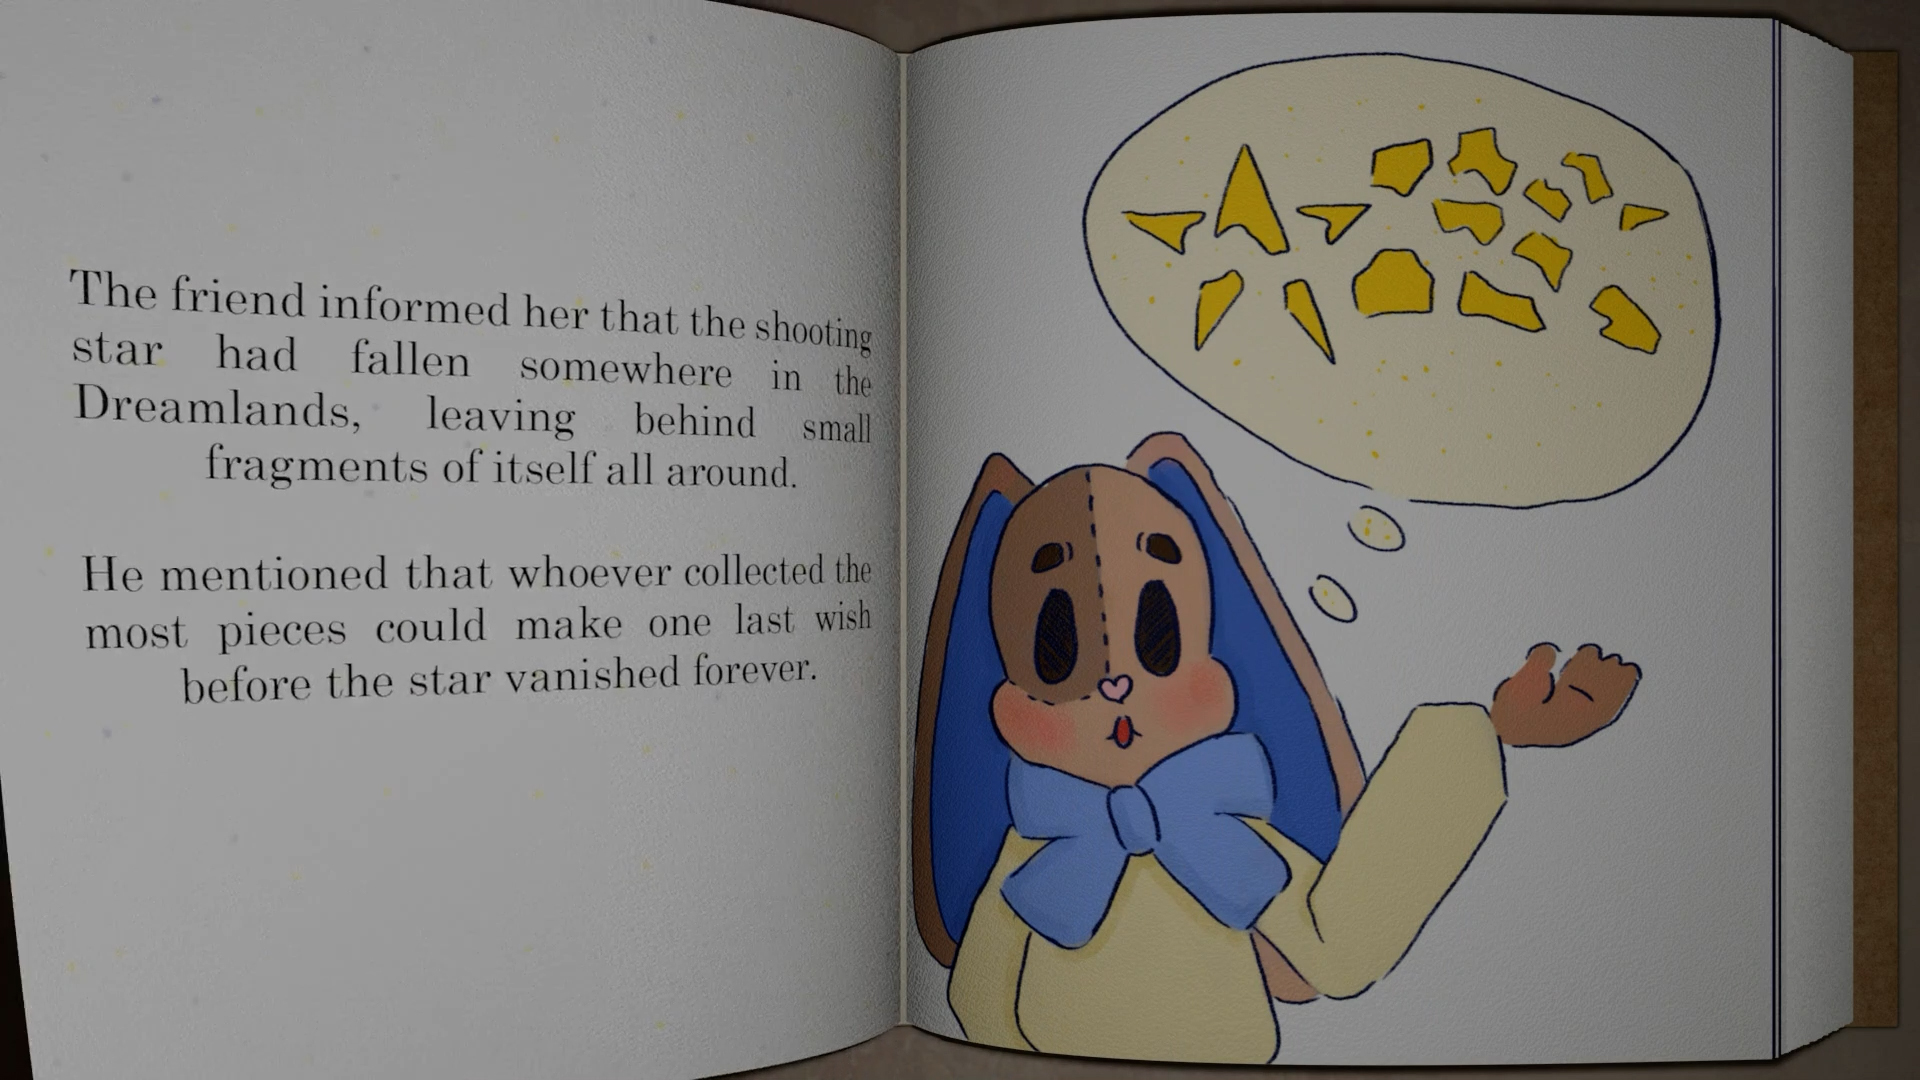 The friend informed her that the shooting
star had fallen somewhere in the
Dreamlands, leaving behind small
fragments of itself all around.
He mentioned that whoever collected the
most pieces could make one last wish
before the star vanished forever.